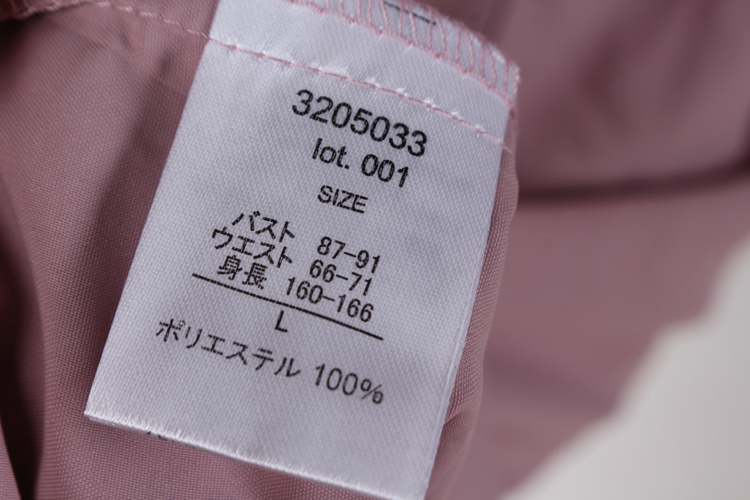 3205033
lot. 001
SIZE
バスト 87-91
ウエスト 66-71
身長 160-166
L
ポリエステル 100%